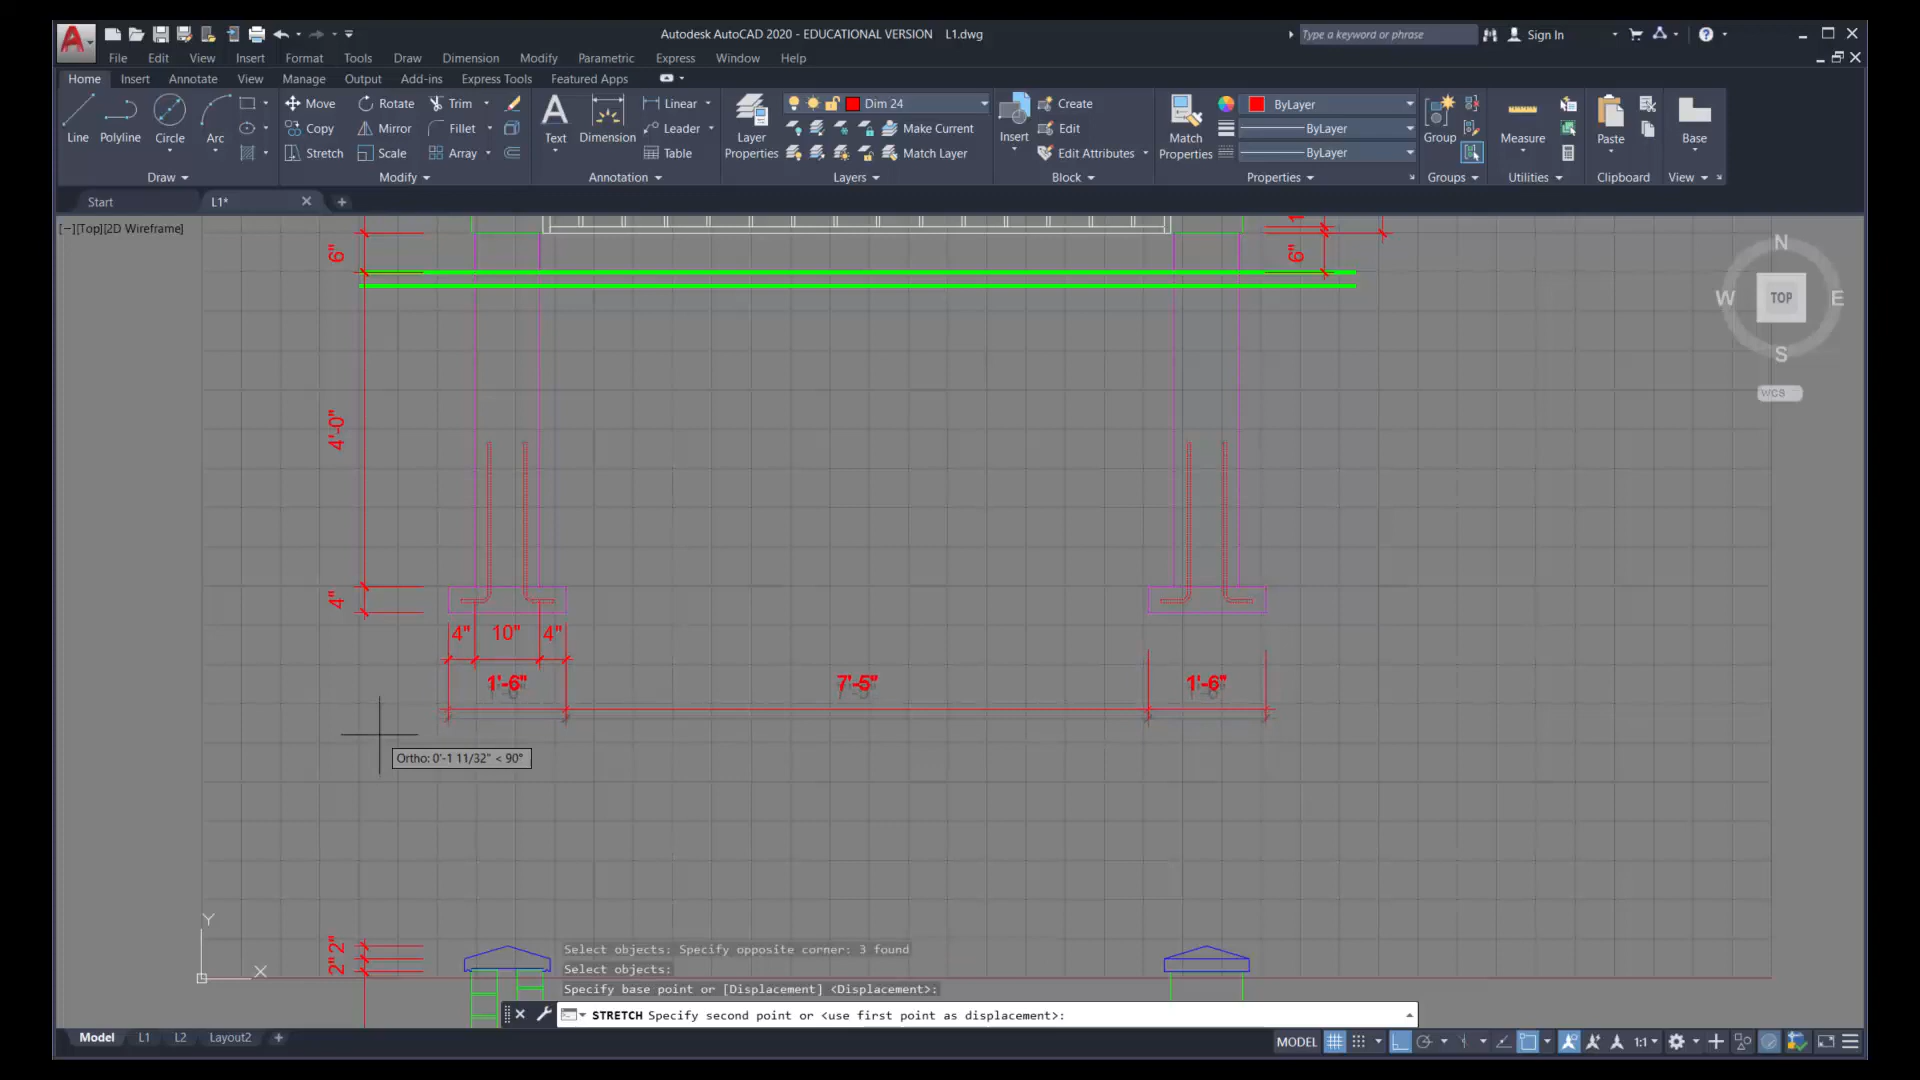 Autodesk AutoCAD 2020 - EDUCATIONAL VERSION L1.dwg
Type a keyword or phrase
Sign In
File Edit View Insert Format Tools Draw Dimension Modify Parametric Express Window Help
Home Insert Annotate View Manage Output Add-ins Express Tools Featured Apps
Line Polyline Circle Arc
Move Rotate Trim
Copy Mirror Fillet
Stretch Scale Array
Text Dimension
Linear
Leader
Table
Layer Properties
Dim 24
Make Current
Match Layer
Insert
Create
Edit
Edit Attributes
Match Properties
ByLayer
ByLayer
ByLayer
Group
Measure
Paste
Base
Draw Modify Annotation Layers Block Properties Groups Utilities Clipboard View
Start L1*
[−][Top][2D Wireframe]
N
W TOP E
S
WCS
6"
6"
4'-0"
4"
4" 10" 4"
1'-6" 7'-5" 1'-6"
Ortho: 0'-1 11/32" < 90°
2" 2"
Y
X
Select objects: Specify opposite corner: 3 found
Select objects:
Specify base point or [Displacement] <Displacement>:
STRETCH Specify second point or <use first point as displacement>:
Model L1 L2 Layout2
MODEL 1:1